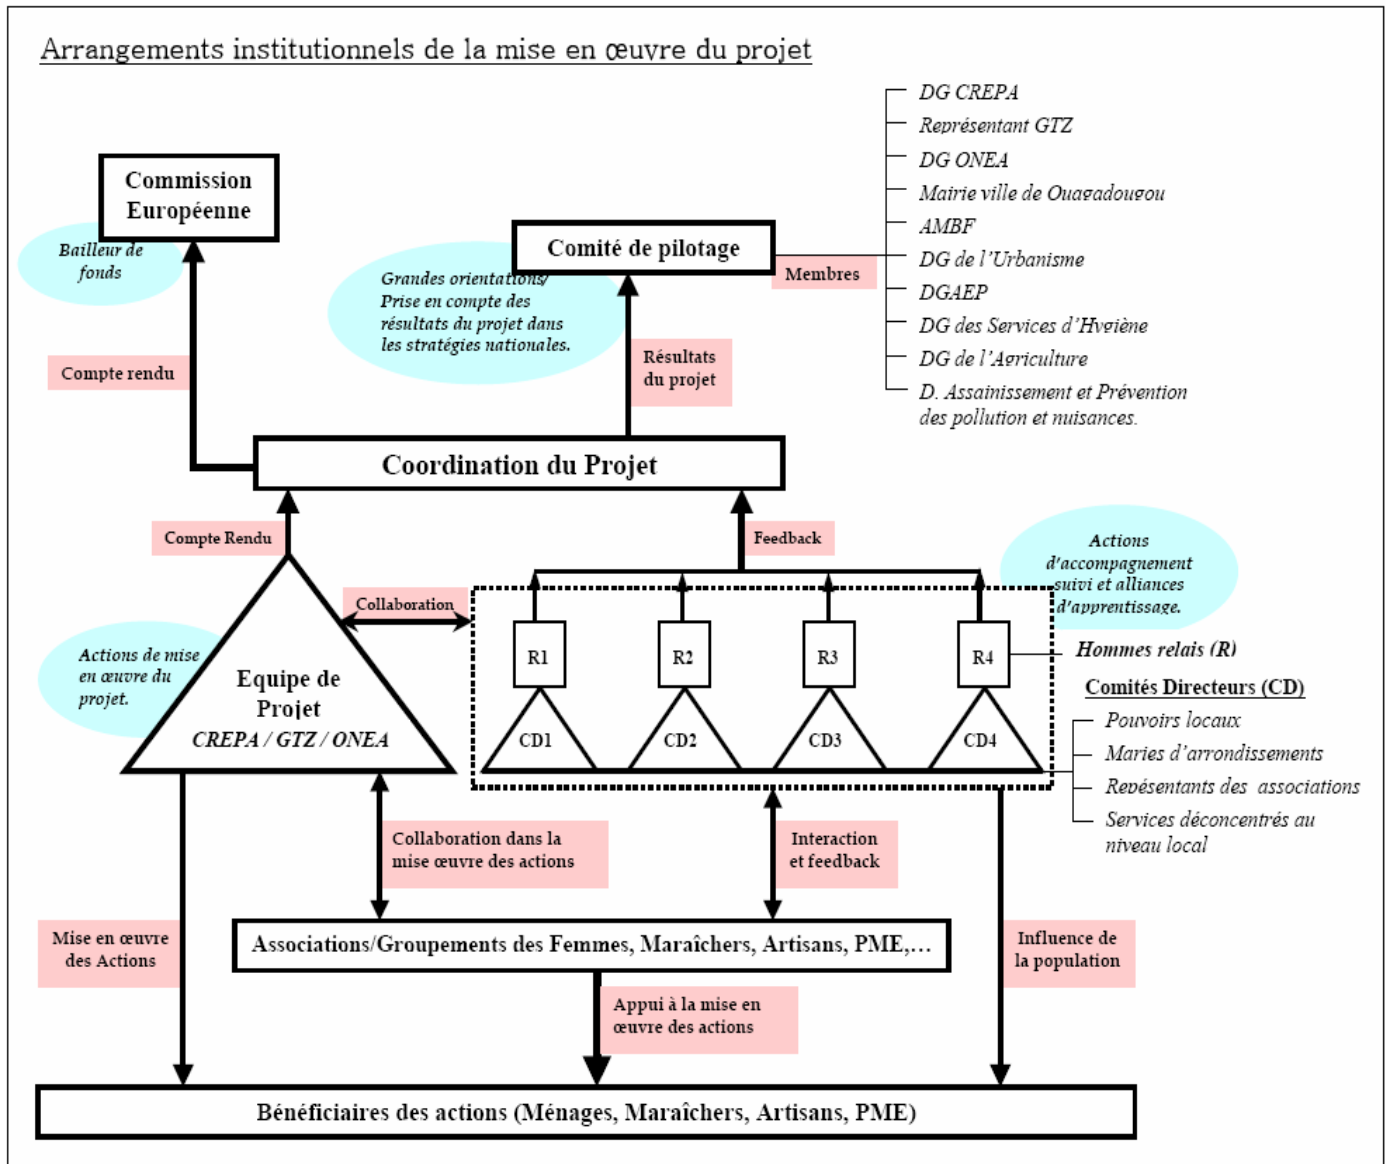 Arrangements institutionnels de la mise en œuvre du projet
DG CREPA
Représentant GTZ
DG ONEA
Mairie ville de Ouagadougou
AMBF
DG de l'Urbanisme
DGAEP
DG des Services d'Hygiène
DG de l'Agriculture
D. Assainissement et Prévention
des pollution et nuisances.
Commission
Européenne
Bailleur de
fonds
Comité de pilotage
Membres
Grandes orientations/
Prise en compte des
résultats du projet dans
les stratégies nationales.
Compte rendu
Résultats
du projet
Coordination du Projet
Compte Rendu
Feedback
Actions
d'accompagnement
suivi et alliances
d'apprentissage.
Collaboration
R1
R2
R3
R4
Hommes relais (R)
Actions de mise
en œuvre du
projet.
Equipe de
Projet
CREPA / GTZ / ONEA
CD1
CD2
CD3
CD4
Comités Directeurs (CD)
Pouvoirs locaux
Maries d'arrondissements
Repésentants des associations
Services déconcentrés au
niveau local
Collaboration dans la
mise œuvre des actions
Interaction
et feedback
Mise en œuvre
des Actions
Associations/Groupements des Femmes, Maraîchers, Artisans, PME,…
Influence de
la population
Appui à la mise en
œuvre des actions
Bénéficiaires des actions (Ménages, Maraîchers, Artisans, PME)